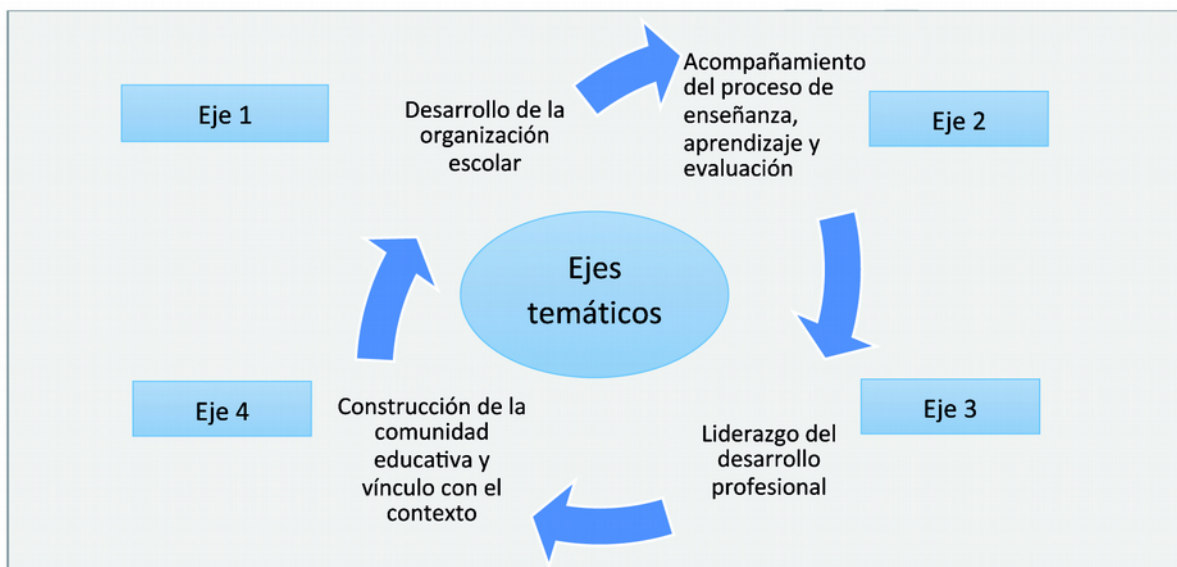 Eje 1
Desarrollo de la
organización
escolar
Acompañamiento
del proceso de
enseñanza,
aprendizaje y
evaluación
Eje 2
Ejes
temáticos
Eje 4
Construcción de la
comunidad
educativa y
vínculo con el
contexto
Liderazgo del
desarrollo
profesional
Eje 3